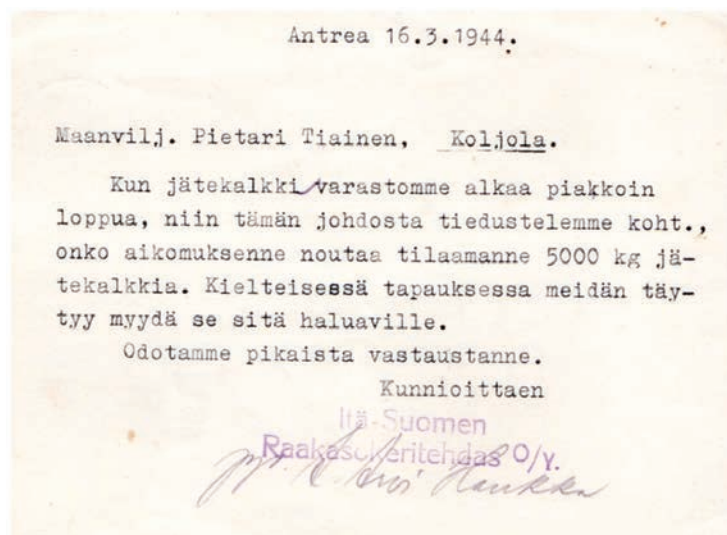 Antrea 16.3.1944.
Maanvilj. Pietari Tiainen, Koljola.
Kun jätekalkki varastomme alkaa piakkoin
loppua, niin tämän johdosta tiedustelemme koht.,
onko aikomuksenne noutaa tilaamanne 5000 kg jä-
tekalkkia. Kielteisessä tapauksessa meidän täy-
tyy myydä se sitä haluaville.
Odotamme pikaista vastaustanne.
Kunnioittaen
Itä-Suomen
Raakasokeritehdas O/Y.
Arvi Haukka